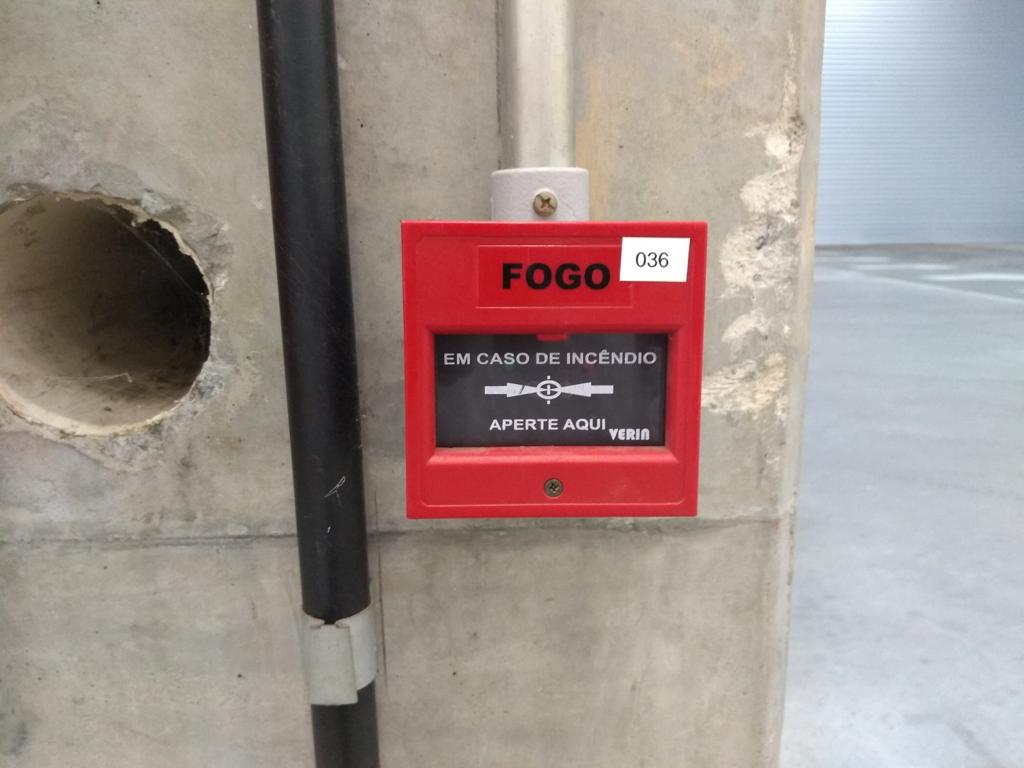 FOGO
036
EM CASO DE INCÊNDIO
APERTE AQUI
VERIN